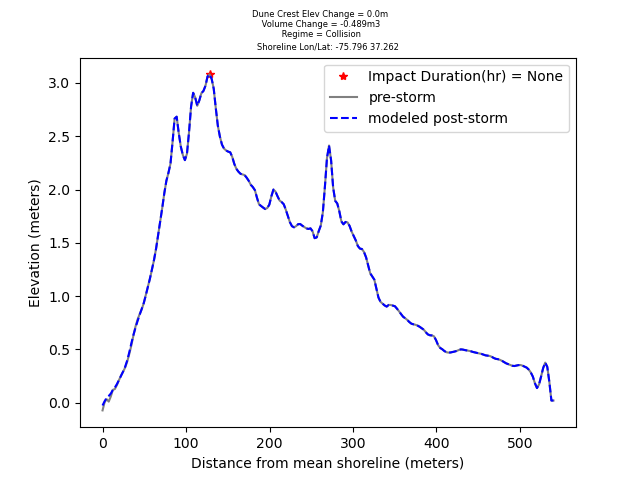 Dune Crest Elev Change = 0.0m
Volume Change = -0.489m3
Regime = Collision
Shoreline Lon/Lat: -75.796 37.262
Impact Duration(hr) = None
pre-storm
modeled post-storm
3.0
2.5
2.0
1.5
1.0
0.5
0.0
Elevation (meters)
0 100 200 300 400 500
Distance from mean shoreline (meters)